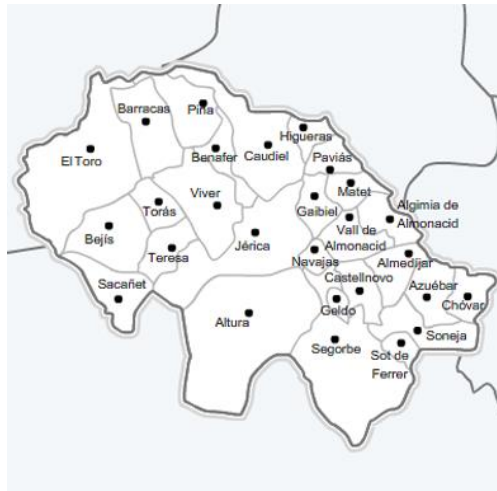 Barracas
Pina
El Toro
Benafer
Caudiel
Higueras
Pavías
Matet
Viver
Torás
Gaibiel
Algimia de
Almonacid
Vall de
Almonacid
Bejís
Teresa
Jérica
Navajas
Almedíjar
Sacañet
Castellnovo
Azuébar
Chóvar
Geldo
Altura
Segorbe
Soneja
Sot de
Ferrer